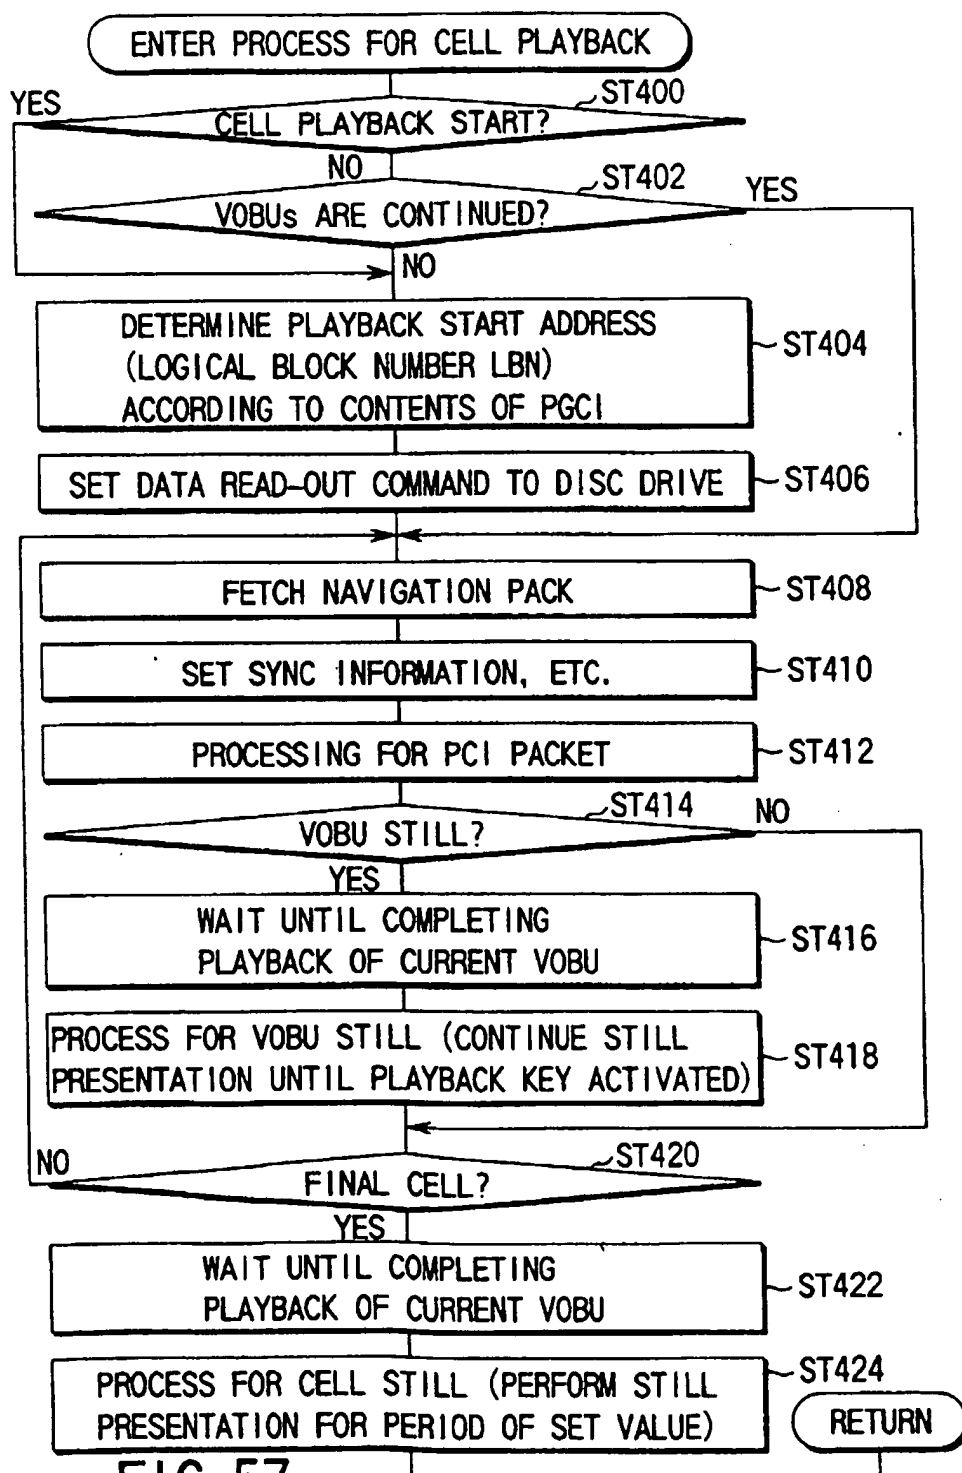 ENTER PROCESS FOR CELL PLAYBACK
ST400
YES
CELL PLAYBACK START?
NO
ST402
YES
VOBUs ARE CONTINUED?
NO
DETERMINE PLAYBACK START ADDRESS
(LOGICAL BLOCK NUMBER LBN)
ACCORDING TO CONTENTS OF PGCI
ST404
SET DATA READ-OUT COMMAND TO DISC DRIVE
ST406
FETCH NAVIGATION PACK
ST408
SET SYNC INFORMATION, ETC.
ST410
PROCESSING FOR PCI PACKET
ST412
ST414
NO
VOBU STILL?
YES
WAIT UNTIL COMPLETING
PLAYBACK OF CURRENT VOBU
ST416
PROCESS FOR VOBU STILL (CONTINUE STILL
PRESENTATION UNTIL PLAYBACK KEY ACTIVATED)
ST418
ST420
NO
FINAL CELL?
YES
WAIT UNTIL COMPLETING
PLAYBACK OF CURRENT VOBU
ST422
ST424
PROCESS FOR CELL STILL (PERFORM STILL
PRESENTATION FOR PERIOD OF SET VALUE)
RETURN
FIG. 57